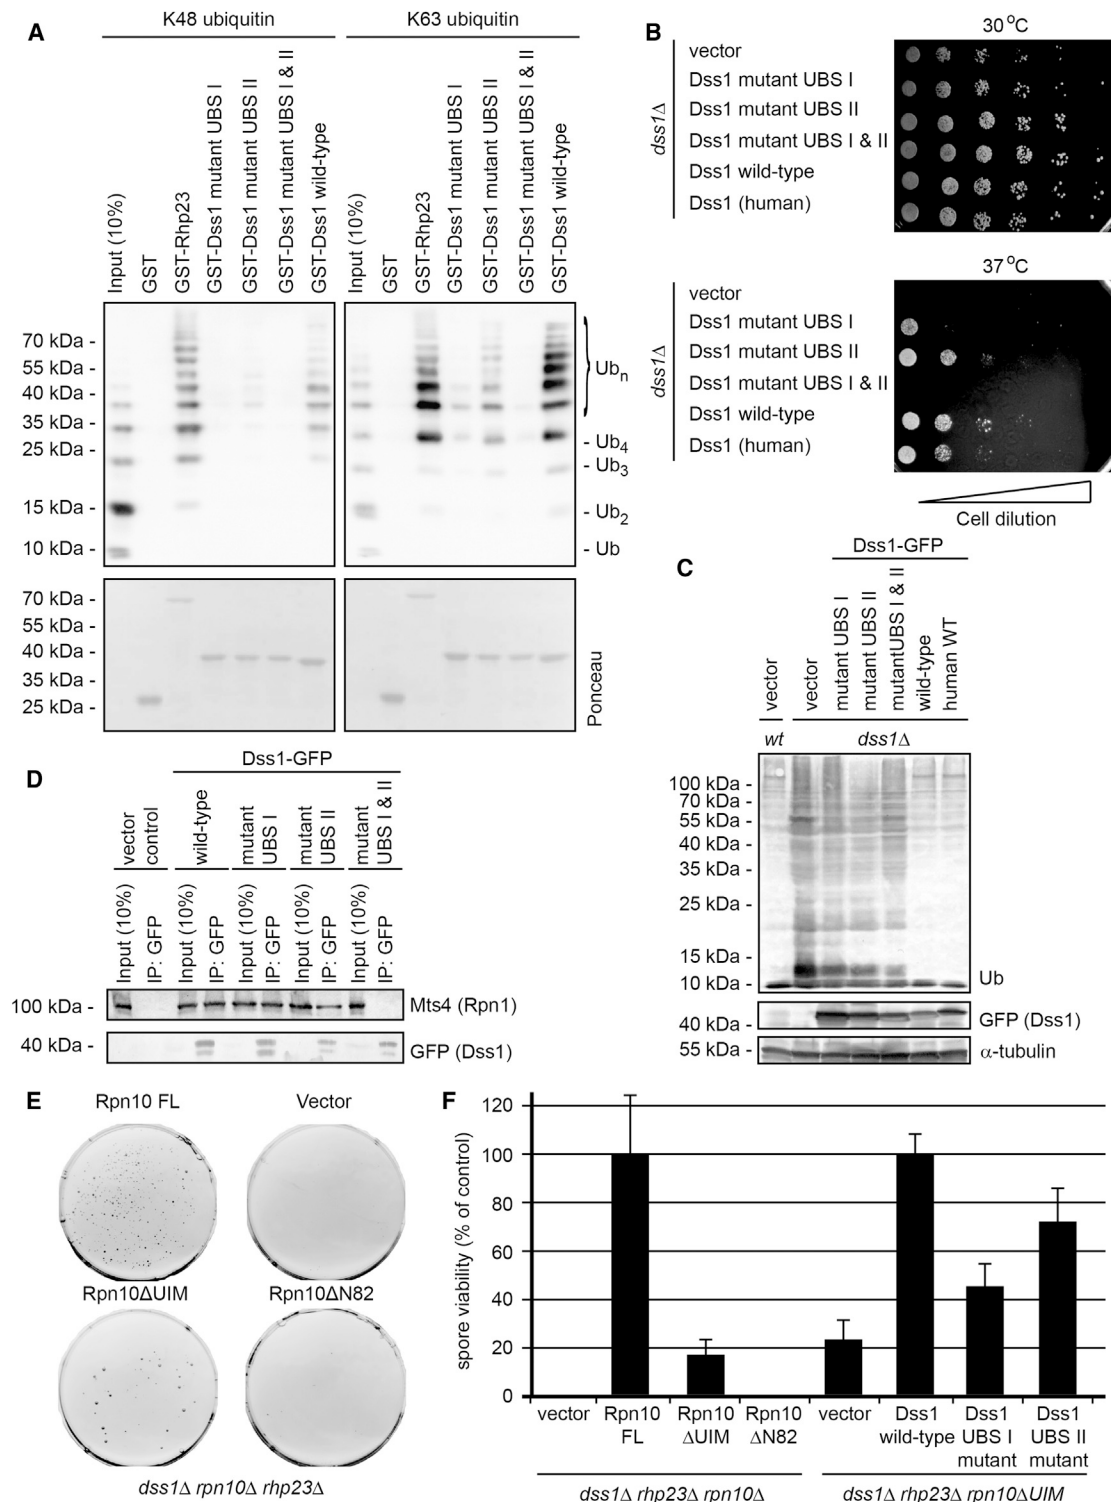 A
K48 ubiquitin
K63 ubiquitin
Input (10%)
GST
GST-Rhp23
GST-Dss1 mutant UBS I
GST-Dss1 mutant UBS II
GST-Dss1 mutant UBS I & II
GST-Dss1 wild-type
Input (10%)
GST
GST-Rhp23
GST-Dss1 mutant UBS I
GST-Dss1 mutant UBS II
GST-Dss1 mutant UBS I & II
GST-Dss1 wild-type
70 kDa -
55 kDa -
40 kDa -
35 kDa -
25 kDa -
15 kDa -
10 kDa -
Ubn
- Ub4
- Ub3
- Ub2
- Ub
70 kDa -
55 kDa -
40 kDa -
35 kDa -
25 kDa -
Ponceau
B
30 °C
dss1Δ
vector
Dss1 mutant UBS I
Dss1 mutant UBS II
Dss1 mutant UBS I & II
Dss1 wild-type
Dss1 (human)
37 °C
dss1Δ
vector
Dss1 mutant UBS I
Dss1 mutant UBS II
Dss1 mutant UBS I & II
Dss1 wild-type
Dss1 (human)
Cell dilution
C
Dss1-GFP
vector
vector
mutant UBS I
mutant UBS II
mutantUBS I & II
wild-type
human WT
wt
dss1Δ
100 kDa -
70 kDa -
55 kDa -
40 kDa -
35 kDa -
25 kDa -
15 kDa -
10 kDa -
Ub
40 kDa -
GFP (Dss1)
55 kDa -
α-tubulin
D
Dss1-GFP
vector
control
wild-type
mutant
UBS I
mutant
UBS II
mutant
UBS I & II
Input (10%)
IP: GFP
Input (10%)
IP: GFP
Input (10%)
IP: GFP
Input (10%)
IP: GFP
Input (10%)
IP: GFP
100 kDa -
Mts4 (Rpn1)
40 kDa -
GFP (Dss1)
E
Rpn10 FL
Vector
Rpn10ΔUIM
Rpn10ΔN82
dss1Δ rpn10Δ rhp23Δ
F
spore viability (% of control)
120
100
80
60
40
20
0
vector
Rpn10
FL
Rpn10
ΔUIM
Rpn10
ΔN82
vector
Dss1
wild-type
Dss1
UBS I
mutant
Dss1
UBS II
mutant
dss1Δ rhp23Δ rpn10Δ
dss1Δ rhp23Δ rpn10ΔUIM